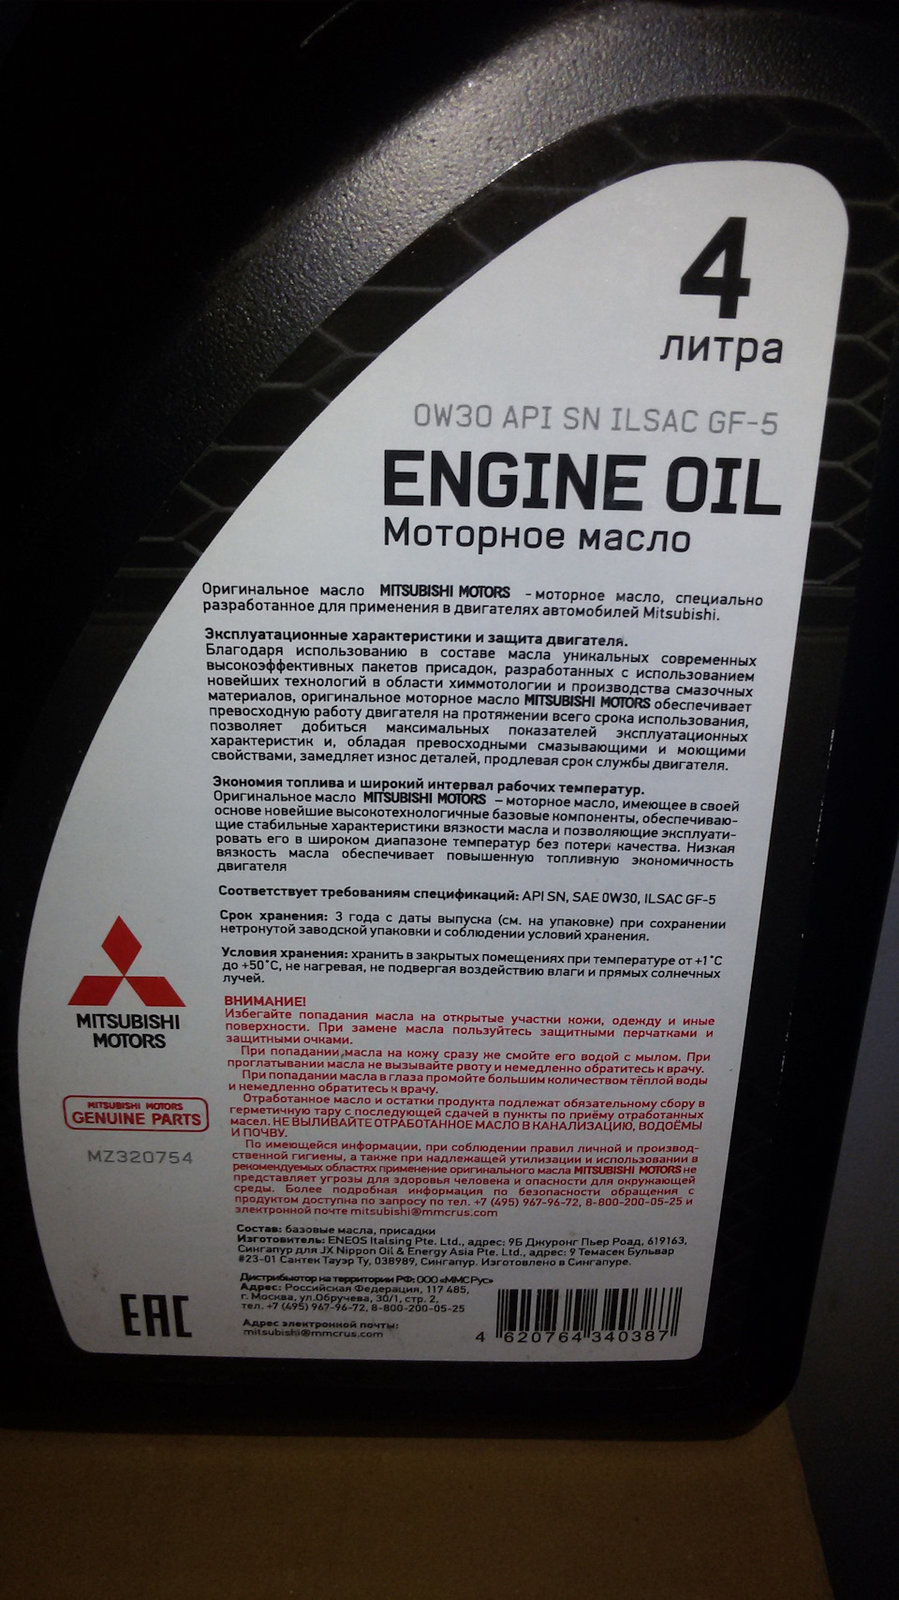 4
литра
0W30 API SN ILSAC GF-5
ENGINE OIL
Моторное масло
Оригинальное масло MITSUBISHI MOTORS - моторное масло, специально
разработанное для применения в двигателях автомобилей Mitsubishi.
Эксплуатационные характеристики и защита двигателя.
Благодаря использованию в составе масла уникальных современных
высокоэффективных пакетов присадок, разработанных с использованием
новейших технологий в области химмотологии и производства смазочных
материалов, оригинальное моторное масло MITSUBISHI MOTORS обеспечивает
превосходную работу двигателя на протяжении всего срока использования,
позволяет добиться максимальных показателей эксплуатационных
характеристик и, обладая превосходными смазывающими и моющими
свойствами, замедляет износ деталей, продлевая срок службы двигателя.
Экономия топлива и широкий интервал рабочих температур.
Оригинальное масло MITSUBISHI MOTORS – моторное масло, имеющее в своей
основе новейшие высокотехнологичные базовые компоненты, обеспечиваю-
щие стабильные характеристики вязкости масла и позволяющие эксплуати-
ровать его в широком диапазоне температур без потери качества. Низкая
вязкость масла обеспечивает повышенную топливную экономичность
двигателя
Соответствует требованиям спецификаций: API SN, SAE 0W30, ILSAC GF-5
Срок хранения: 3 года с даты выпуска (см. на упаковке) при сохранении
нетронутой заводской упаковки и соблюдении условий хранения.
Условия хранения: хранить в закрытых помещениях при температуре от +1˚С
до +50˚С, не нагревая, не подвергая воздействию влаги и прямых солнечных
лучей.
ВНИМАНИЕ!
Избегайте попадания масла на открытые участки кожи, одежду и иные
поверхности. При замене масла пользуйтесь защитными перчатками и
защитными очками.
При попадании масла на кожу сразу же смойте его водой с мылом. При
проглатывании масла не вызывайте рвоту и немедленно обратитесь к врачу.
При попадании масла в глаза промойте большим количеством тёплой воды
и немедленно обратитесь к врачу.
Отработанное масло и остатки продукта подлежат обязательному сбору в
герметичную тару с последующей сдачей в пункты по приёму отработанных
масел. НЕ ВЫЛИВАЙТЕ ОТРАБОТАННОЕ МАСЛО В КАНАЛИЗАЦИЮ, ВОДОЁМЫ
И ПОЧВУ.
По имеющейся информации, при соблюдении правил личной и производ-
ственной гигиены, а также при надлежащей утилизации и использовании в
рекомендуемых областях применение оригинального масла MITSUBISHI MOTORS не
представляет угрозы для здоровья человека и опасности для окружающей
среды. Более подробная информация по безопасности обращения с
продуктом доступна по запросу по тел. +7 (495) 967-96-72, 8-800-200-05-25 и
электронной почте mitsubishi@mmcrus.com
Состав: базовые масла, присадки
Изготовитель: ENEOS Italsing Pte. Ltd., адрес: 9Б Джуронг Пьер Роад, 619163,
Сингапур для JX Nippon Oil & Energy Asia Pte. Ltd., адрес: 9 Темасек Бульвар
#23-01 Сантек Тауэр Ту, 038989, Сингапур. Изготовлено в Сингапуре.
Дистрибьютор на территории РФ: ООО «ММС Рус»
Адрес: Российская Федерация, 117 485,
г. Москва, ул.Обручева, 30/1, стр. 2,
тел. +7 (495) 967-96-72, 8-800-200-05-25
Адрес электронной почты:
mitsubishi@mmcrus.com
MITSUBISHI
MOTORS
MITSUBISHI MOTORS
GENUINE PARTS
MZ320754
EAC
4 620764 340387